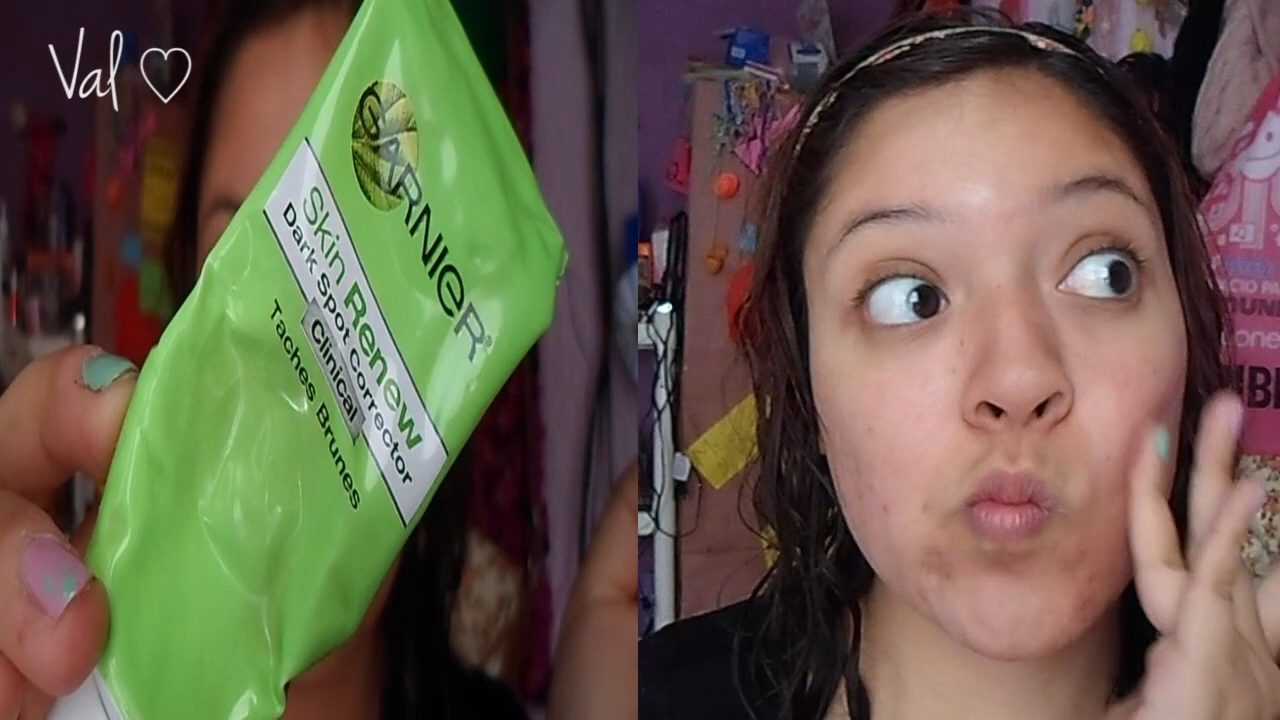 Val ♡
GARNIER®
Skin Renew
Dark Spot Corrector
Clinical
Taches Brunes